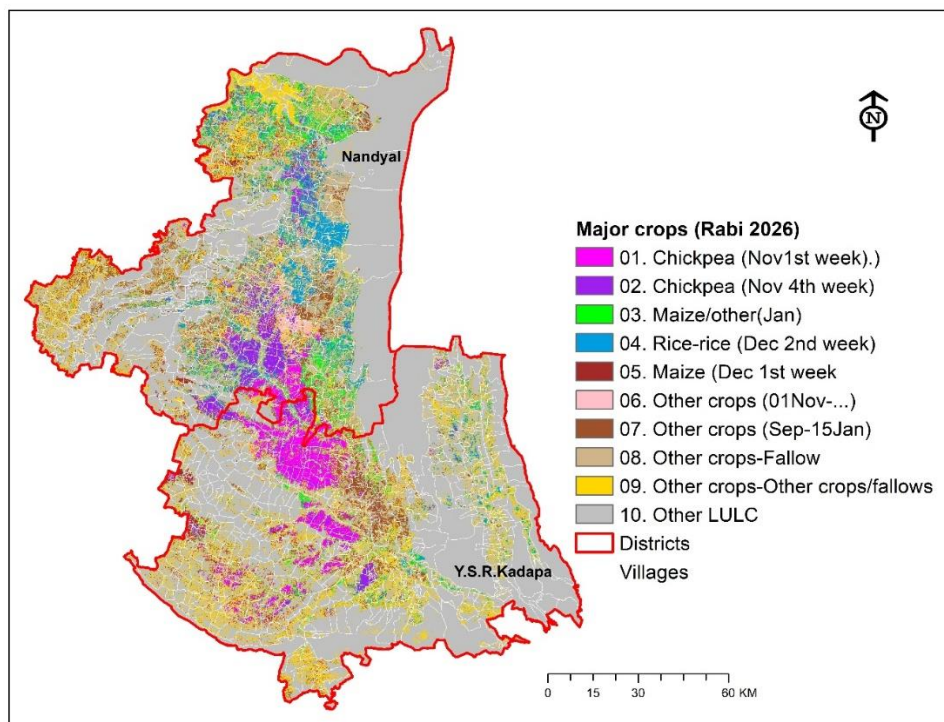 N
Nandyal
Major crops (Rabi 2026)
01. Chickpea (Nov1st week).)
02. Chickpea (Nov 4th week)
03. Maize/other(Jan)
04. Rice-rice (Dec 2nd week)
05. Maize (Dec 1st week
06. Other crops (01Nov-...)
07. Other crops (Sep-15Jan)
08. Other crops-Fallow
09. Other crops-Other crops/fallows
10. Other LULC
Districts
Villages
Y.S.R.Kadapa
0 15 30 60 KM